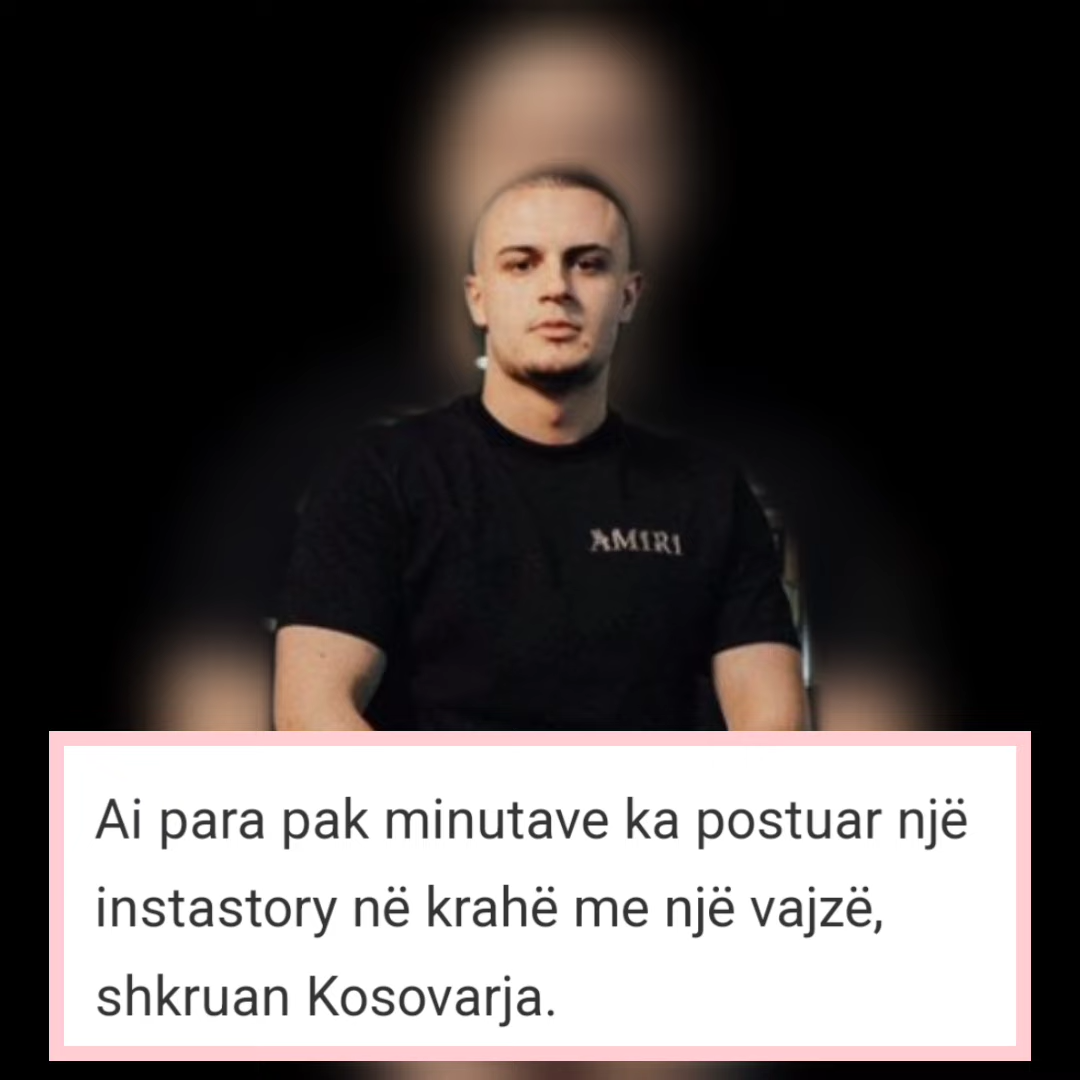 AMIRI
Ai para pak minutave ka postuar një
instastory në krahë me një vajzë,
shkruan Kosovarja.